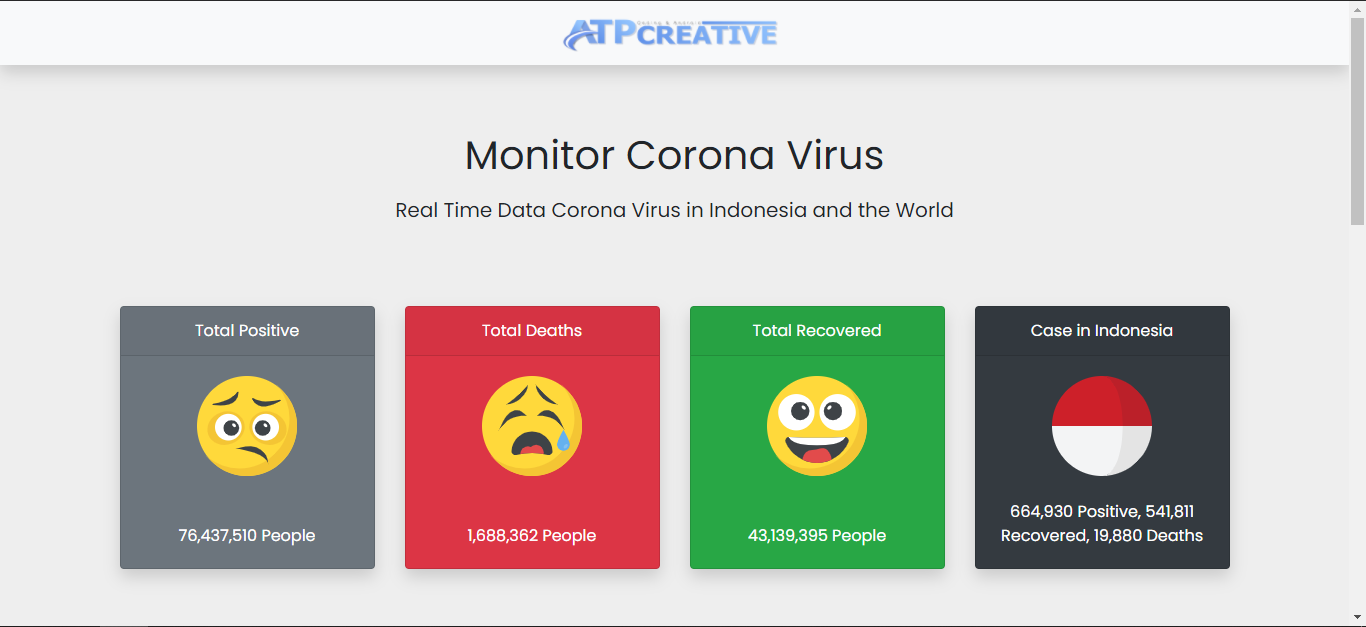 ATPCREATIVE
Monitor Corona Virus
Real Time Data Corona Virus in Indonesia and the World
Total Positive
76,437,510 People
Total Deaths
1,688,362 People
Total Recovered
43,139,395 People
Case in Indonesia
664,930 Positive, 541,811
Recovered, 19,880 Deaths